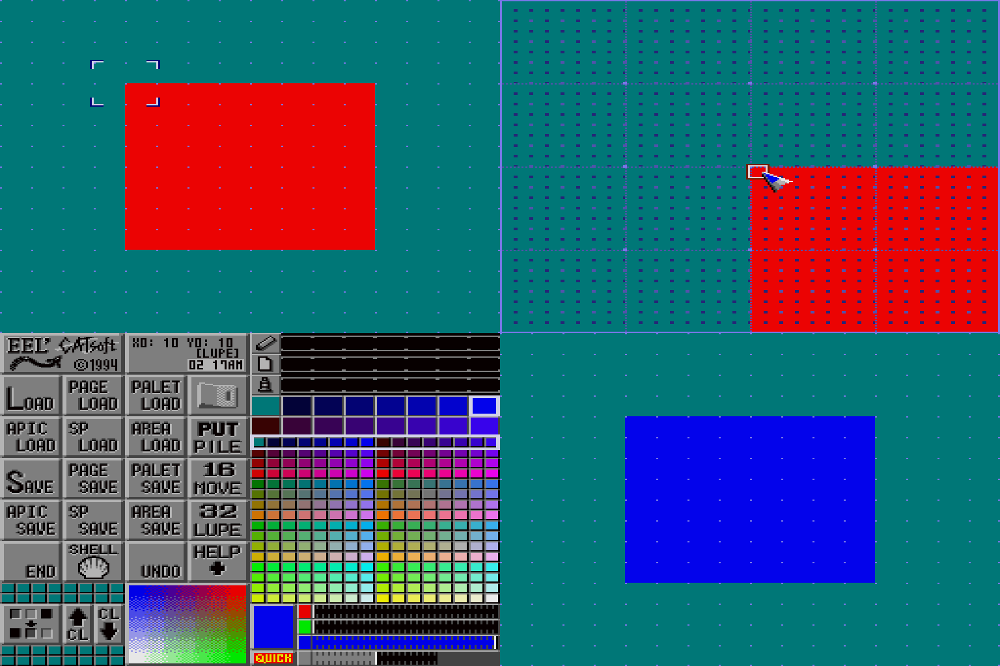 EEL' CATsoft
©1994
X0: 10 Y0: 10
[LUPE]
02 17AM
LOAD
PAGE LOAD
PALET LOAD
APIC LOAD
SP LOAD
AREA LOAD
PUT PILE
SAVE
PAGE SAVE
PALET SAVE
16 MOVE
APIC SAVE
SP SAVE
AREA SAVE
32 LUPE
END
SHELL
UNDO
HELP
CL
CL
QUICK